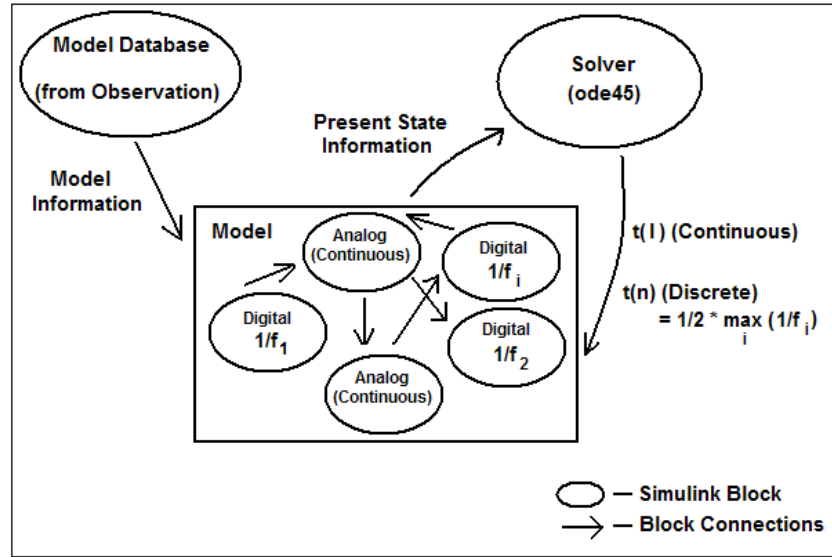 Model Database
(from Observation)
Solver
(ode45)
Present State
Information
Model
Information
t(l) (Continuous)
t(n) (Discrete)
= 1/2 * max (1/f i)
i
Model
Analog
(Continuous)
Digital
1/f i
Digital
1/f 1
Digital
1/f 2
Analog
(Continuous)
— Simulink Block
— Block Connections